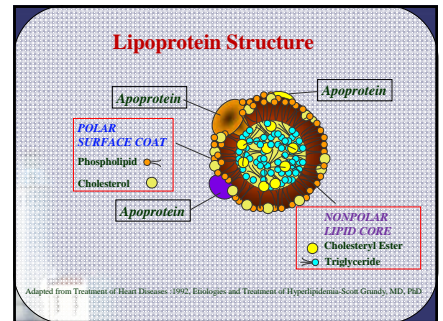 Lipoprotein Structure
Apoprotein
Apoprotein
POLAR
SURFACE COAT
Phospholipid
Cholesterol
Apoprotein
NONPOLAR
LIPID CORE
Cholesteryl Ester
Triglyceride
Adapted from Treatment of Heart Diseases :1992, Etiologies and Treatment of Hyperlipidemia-Scott Grundy, MD, PhD